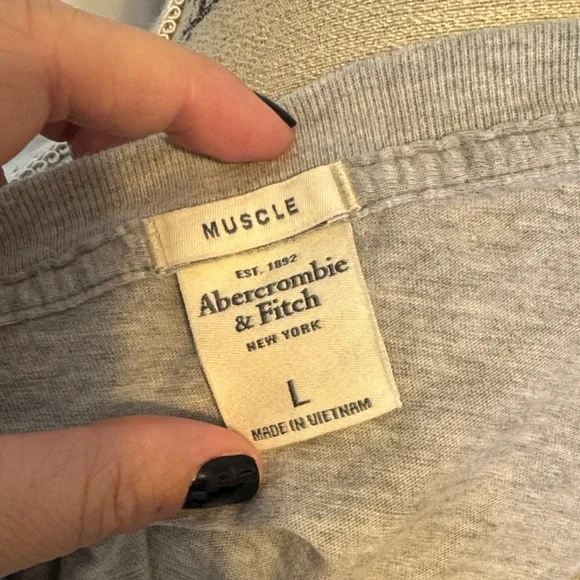 MUSCLE
EST. 1892
Abercrombie
& Fitch
NEW YORK
L
MADE IN VIETNAM